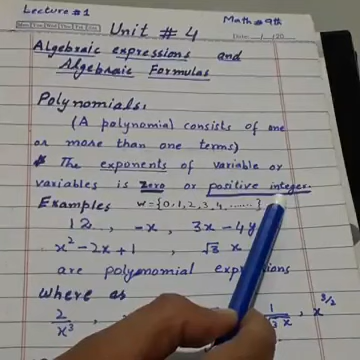 Lecture #1
Math # 9th
Unit # 4
Algebraic expressions and
Algebraic Formulas
Polynomials:
(A polynomial consists of one
or more than one terms)
* The exponents of variable or
variables is zero or positive integer.
Examples W = {0,1,2,3,4,......}
12, -x, 3x - 4y
x² - 2x + 1, √3 x
are polynomial expressions
where as
2/x³, 1/(√3 x), x^3/2